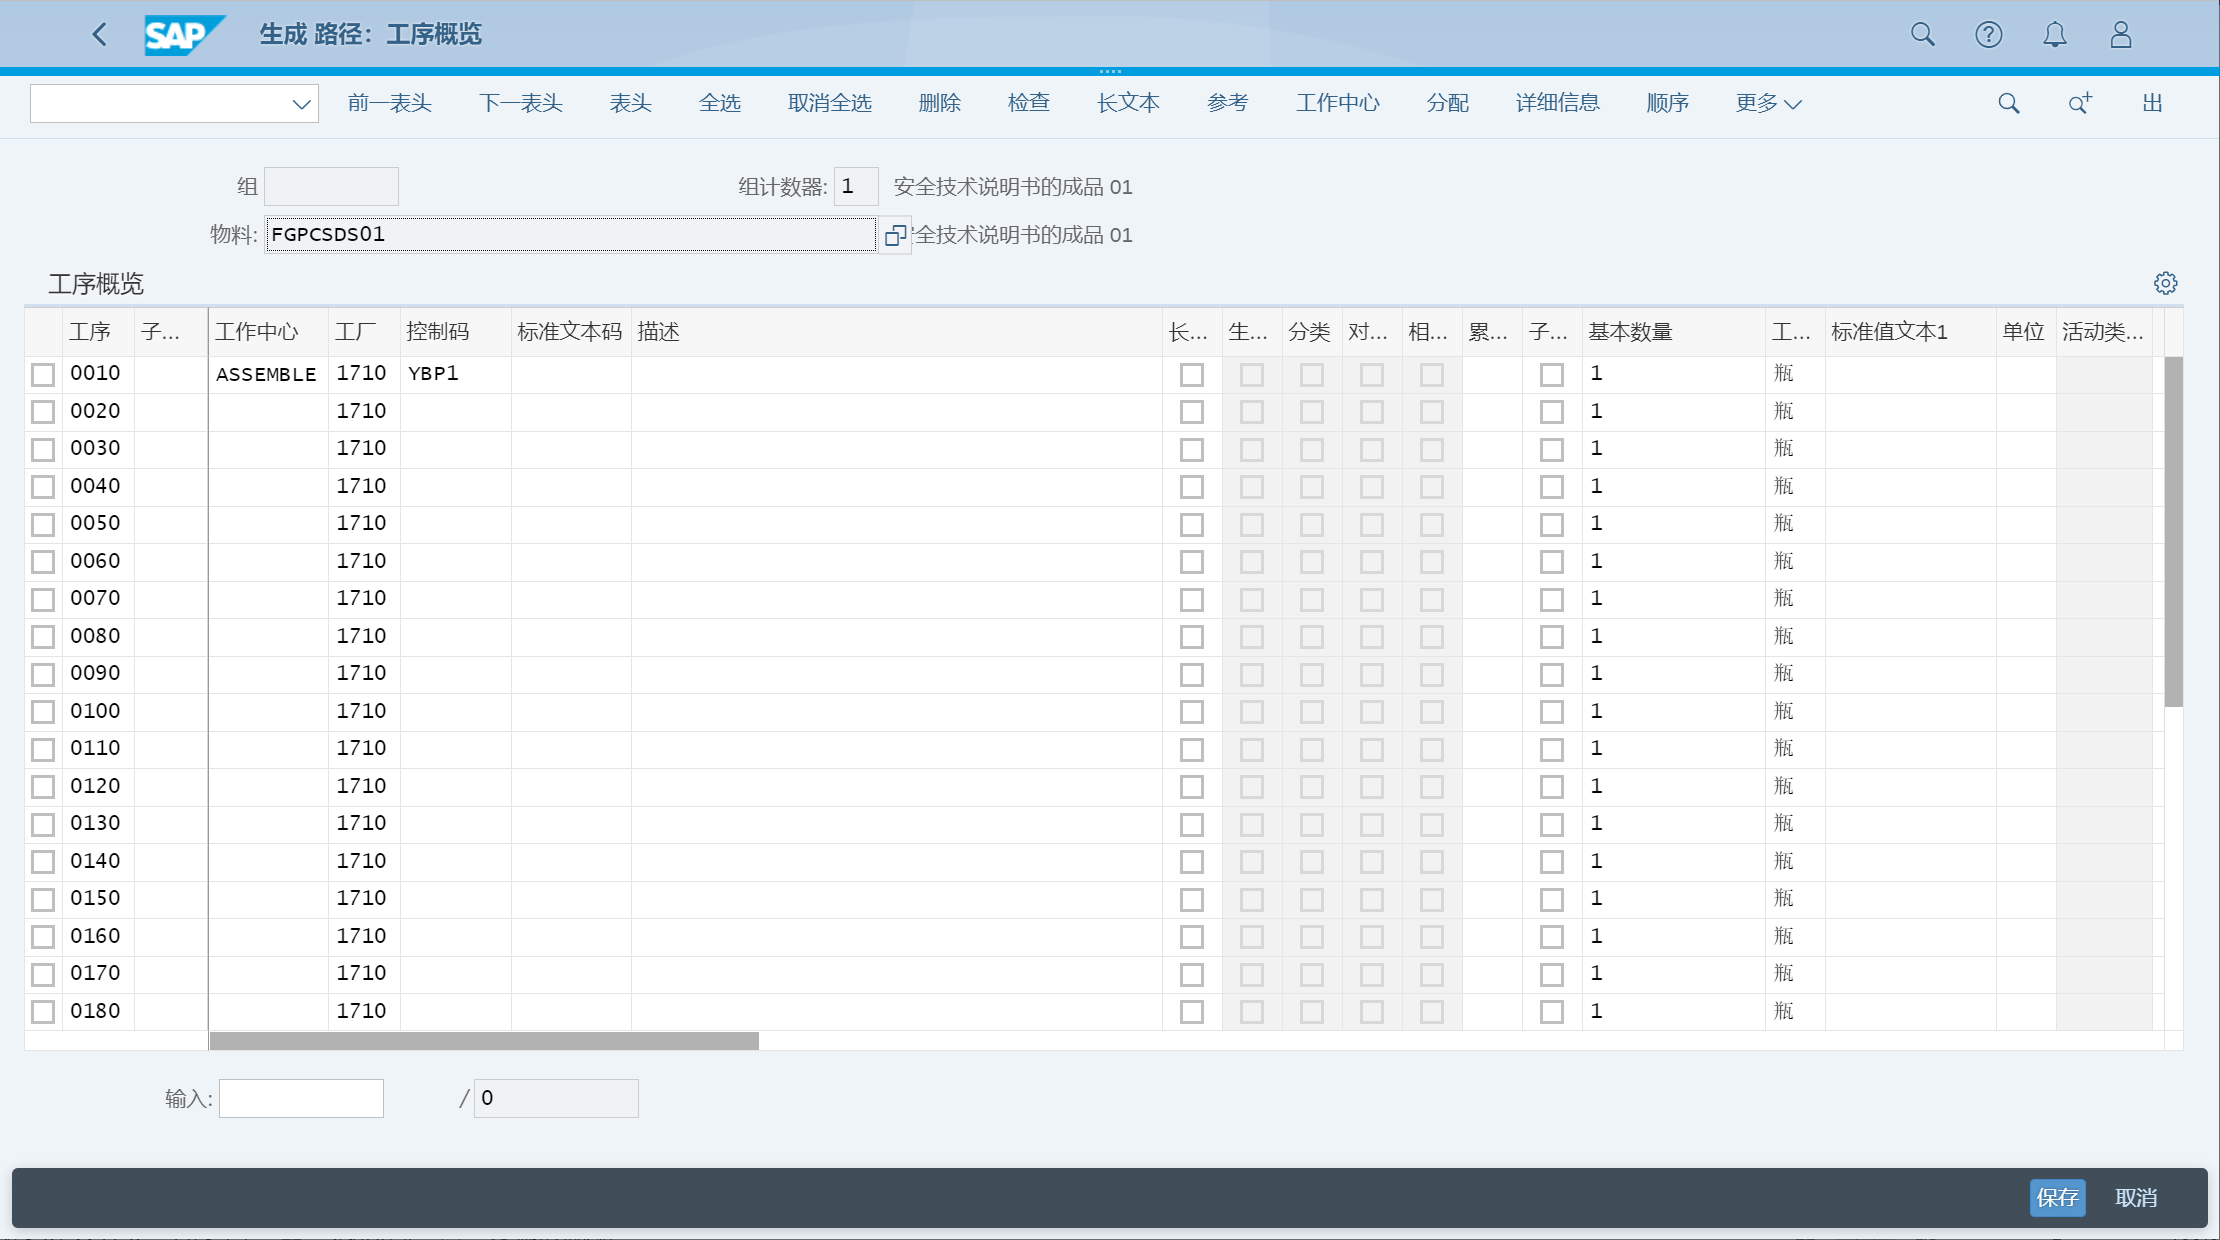 SAP 生成 路径：工序概览
前一表头 下一表头 表头 全选 取消全选 删除 检查 长文本 参考 工作中心 分配 详细信息 顺序 更多 出
组 组计数器: 1 安全技术说明书的成品 01
物料: FGPCSDS01 全技术说明书的成品 01
工序概览
工序 子... 工作中心 工厂 控制码 标准文本码 描述 长... 生... 分类 对... 相... 累... 子... 基本数量 工... 标准值文本1 单位 活动类...
0010 ASSEMBLE 1710 YBP1 1 瓶
0020 1710 1 瓶
0030 1710 1 瓶
0040 1710 1 瓶
0050 1710 1 瓶
0060 1710 1 瓶
0070 1710 1 瓶
0080 1710 1 瓶
0090 1710 1 瓶
0100 1710 1 瓶
0110 1710 1 瓶
0120 1710 1 瓶
0130 1710 1 瓶
0140 1710 1 瓶
0150 1710 1 瓶
0160 1710 1 瓶
0170 1710 1 瓶
0180 1710 1 瓶
输入: / 0
保存 取消